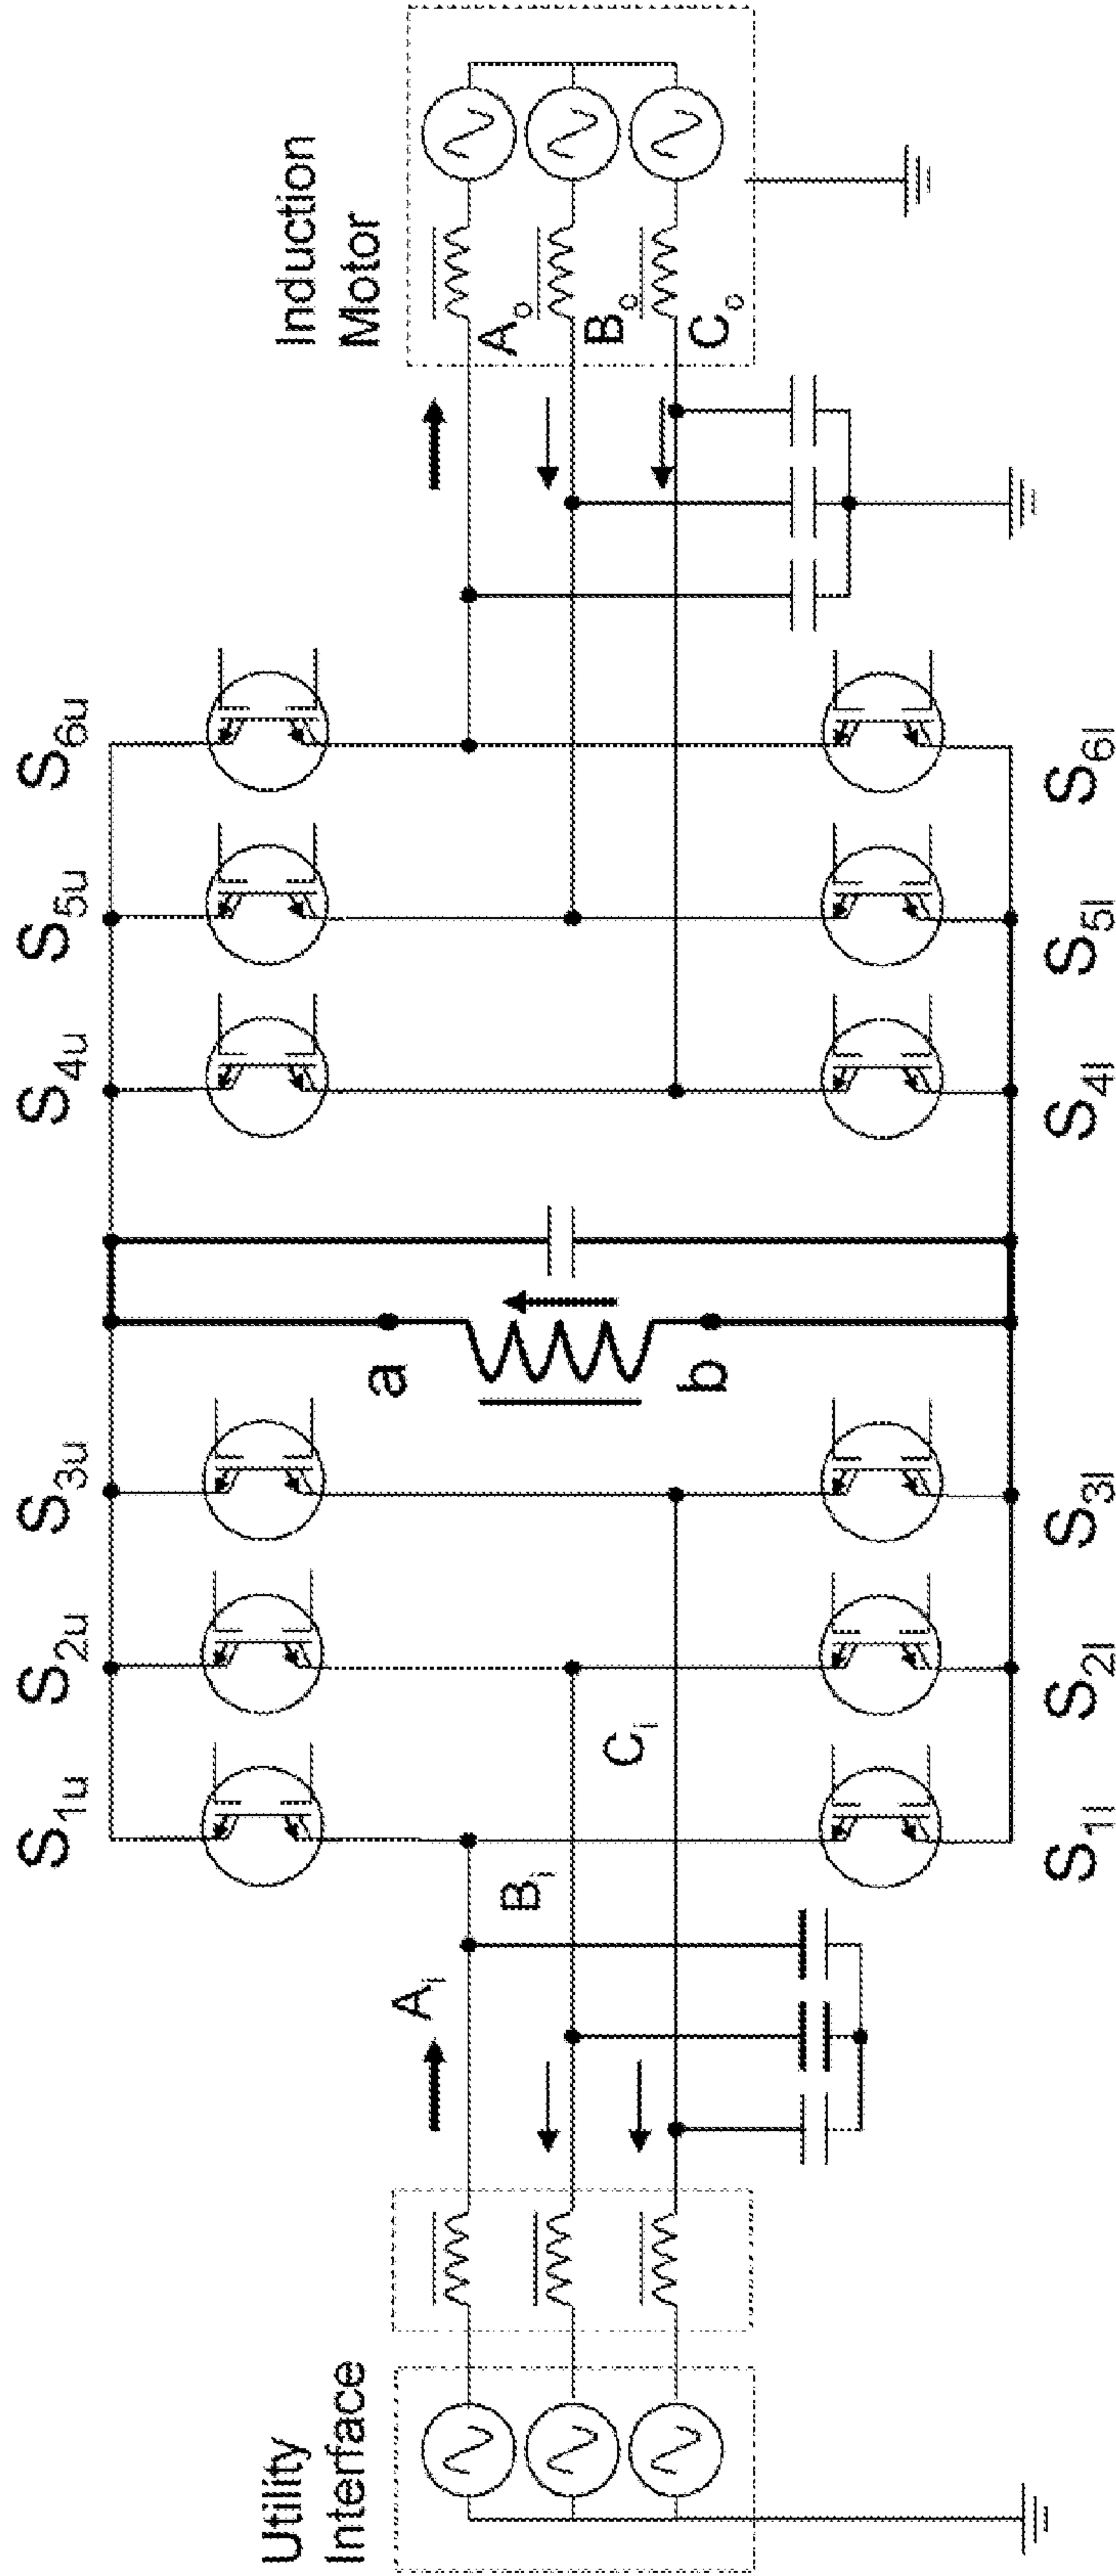 S1u S2u S3u S4u S5u S6u
Utility
Interface
Induction
Motor
Ai
Bi
Ci
a
b
Ao
Bo
Co
S1l S2l S3l S4l S5l S6l